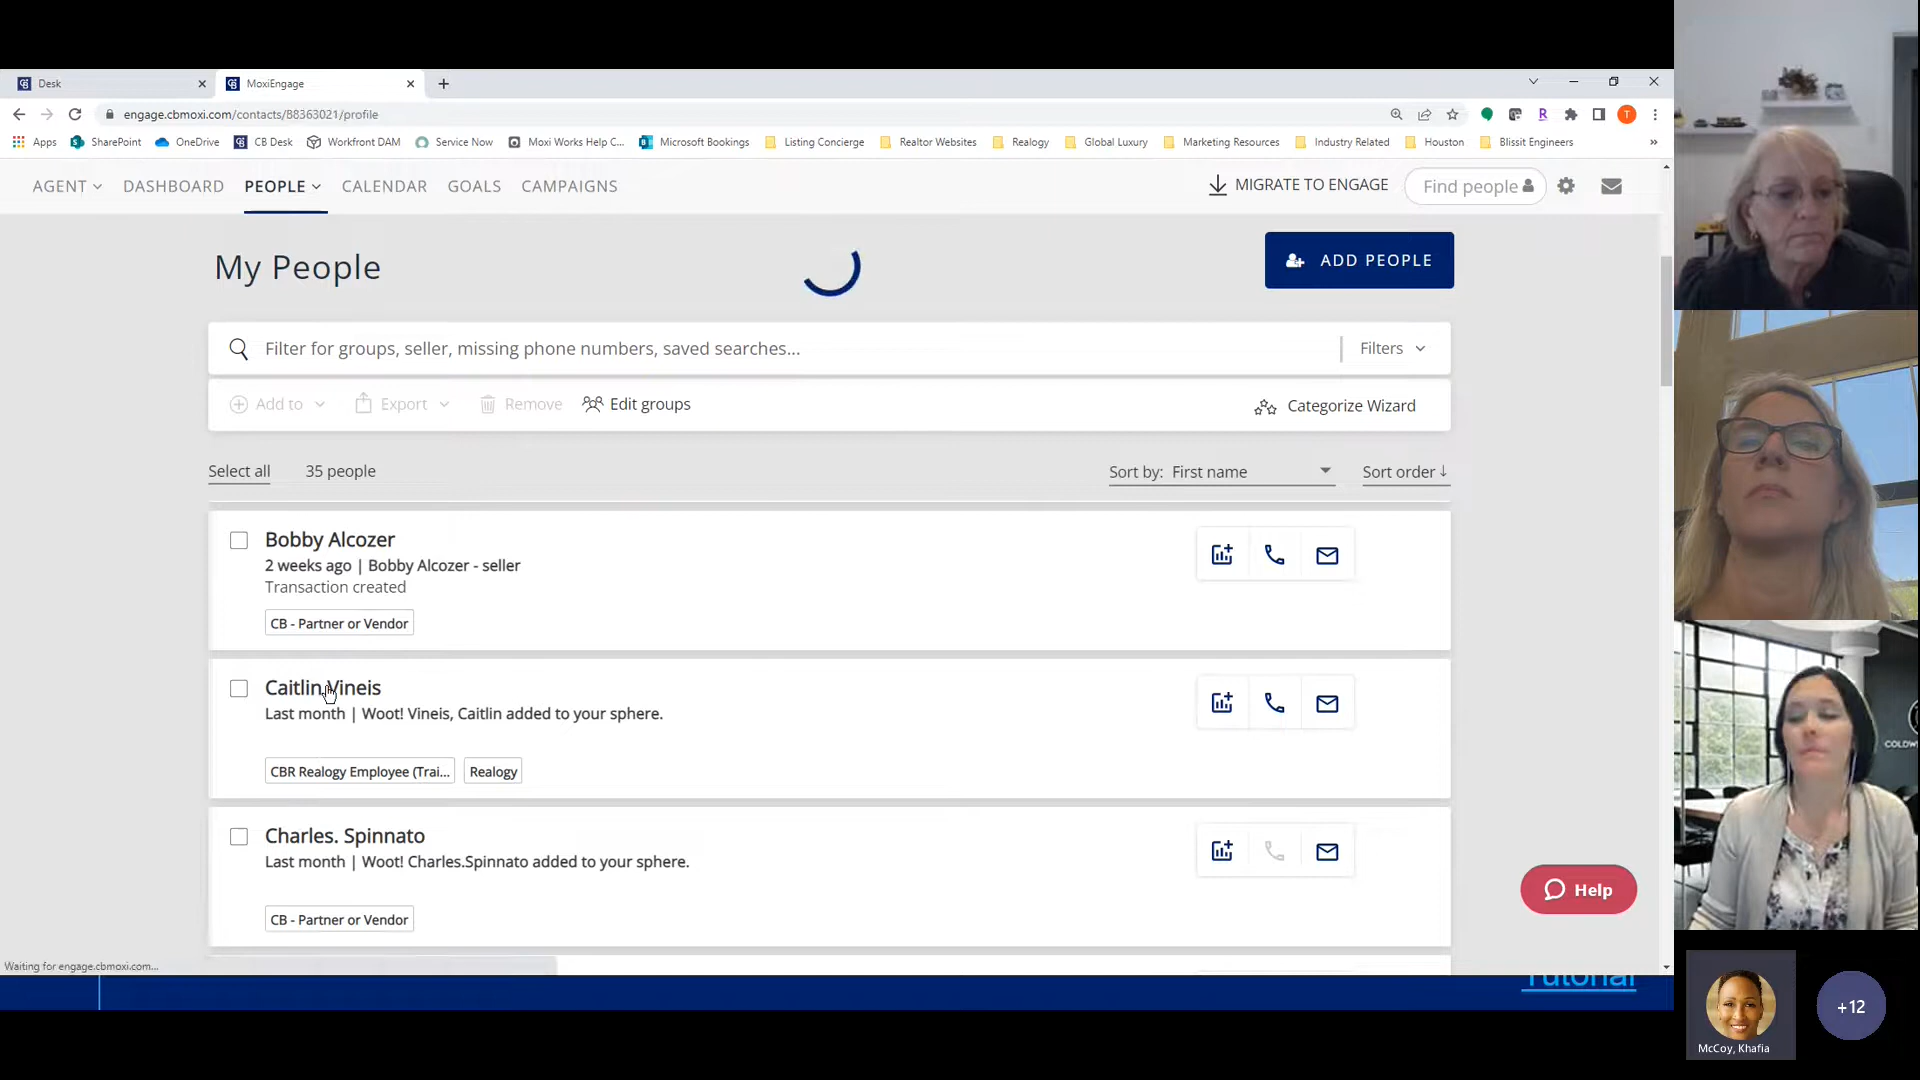 Desk
MoxiEngage
engage.cbmoxi.com/contacts/88363021/profile
T
Apps SharePoint OneDrive CB Desk Workfront DAM Service Now Moxi Works Help C... Microsoft Bookings Listing Concierge Realtor Websites Realogy Global Luxury Marketing Resources Industry Related Houston Blissit Engineers »
AGENT DASHBOARD PEOPLE CALENDAR GOALS CAMPAIGNS MIGRATE TO ENGAGE Find people
My People
ADD PEOPLE
Filter for groups, seller, missing phone numbers, saved searches...
Filters
Add to Export Remove Edit groups
Categorize Wizard
Select all 35 people Sort by: First name Sort order
Bobby Alcozer
2 weeks ago | Bobby Alcozer - seller
Transaction created
CB - Partner or Vendor
Caitlin Vineis
Last month | Woot! Vineis, Caitlin added to your sphere.
CBR Realogy Employee (Trai...
Realogy
Charles. Spinnato
Last month | Woot! Charles.Spinnato added to your sphere.
CB - Partner or Vendor
Help
Waiting for engage.cbmoxi.com...
Tutorial
COLDW
+12
McCoy, Khafia